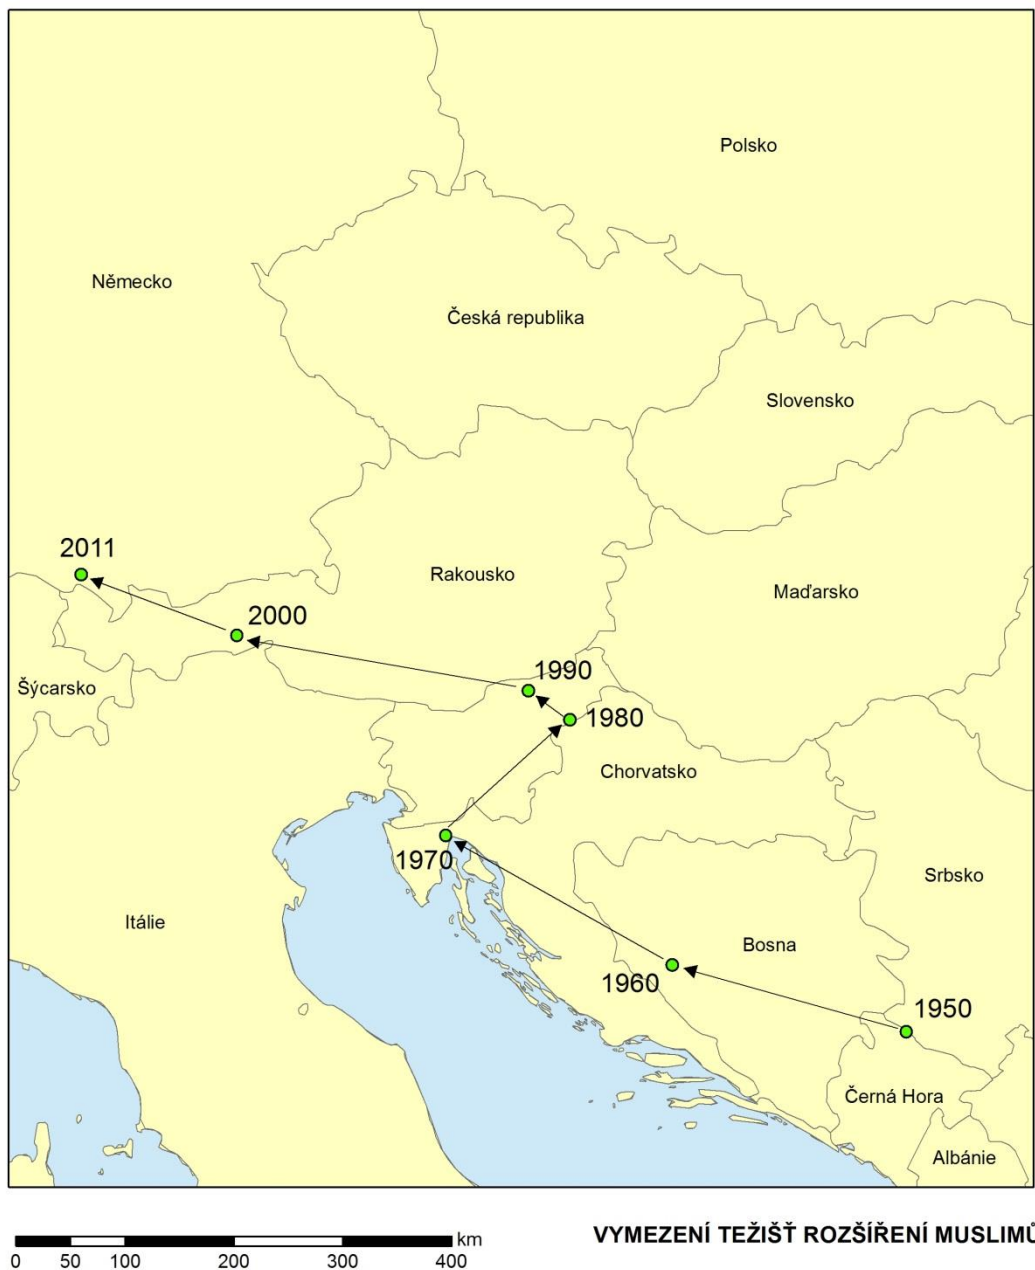 Polsko
Německo
Česká republika
Slovensko
2011
Rakousko
Maďarsko
2000
Šýcarsko
1990
1980
Chorvatsko
1970
Srbsko
Itálie
Bosna
1960
1950
Černá Hora
Albánie
km
0 50 100 200 300 400
VYMEZENÍ TEŽIŠŤ ROZŠÍŘENÍ MUSLIMŮ